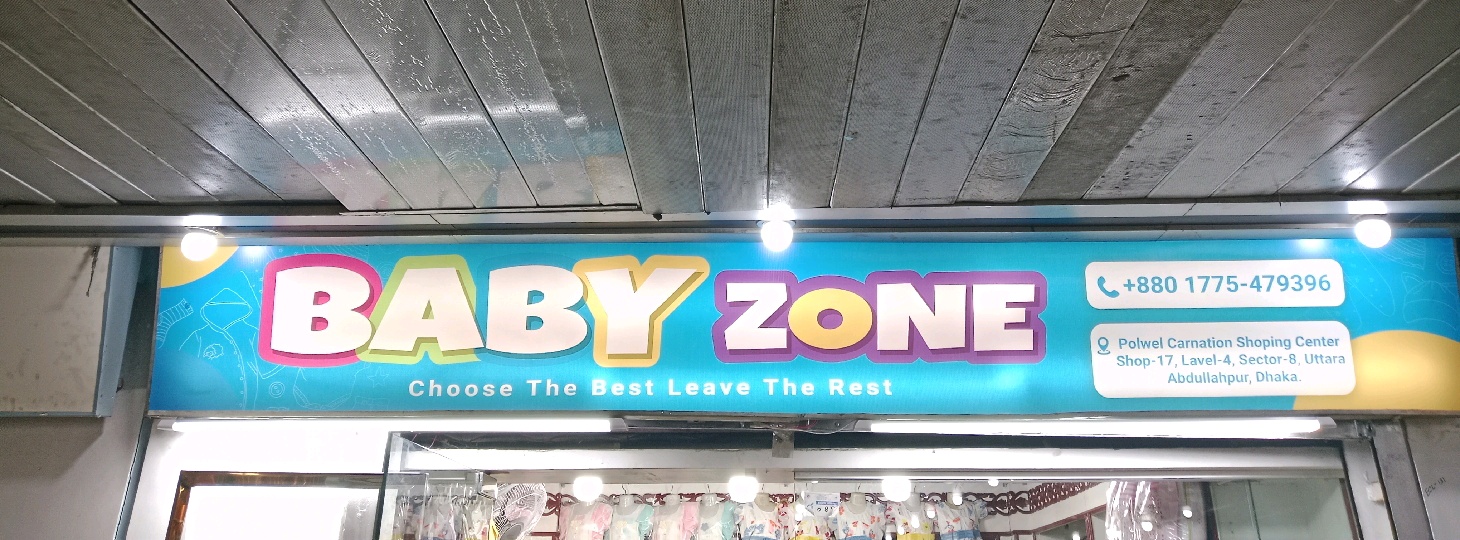 BABY ZONE
Choose The Best Leave The Rest
+880 1775-479396
Polwel Carnation Shoping Center
Shop-17, Lavel-4, Sector-8, Uttara
Abdullahpur, Dhaka.